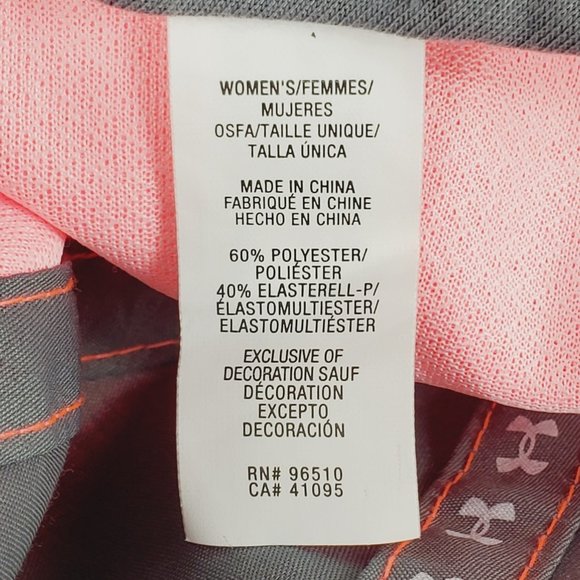 WOMEN'S/FEMMES/
MUJERES
OSFA/TAILLE UNIQUE/
TALLA ÚNICA
MADE IN CHINA
FABRIQUÉ EN CHINE
HECHO EN CHINA
60% POLYESTER/
POLIÉSTER
40% ELASTERELL-P/
ÉLASTOMULTIESTER/
ELASTOMULTIÉSTER
EXCLUSIVE OF
DECORATION SAUF
DÉCORATION
EXCEPTO
DECORACIÓN
RN# 96510
CA# 41095